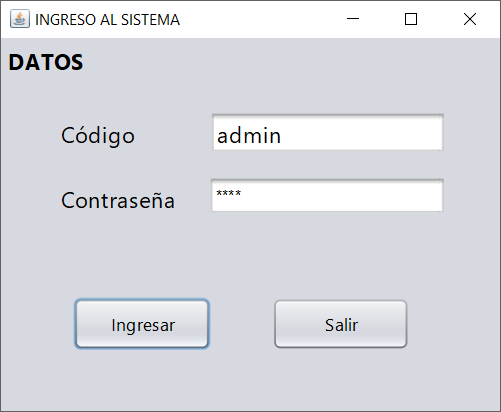 INGRESO AL SISTEMA
DATOS
Código admin
Contraseña ****
Ingresar Salir